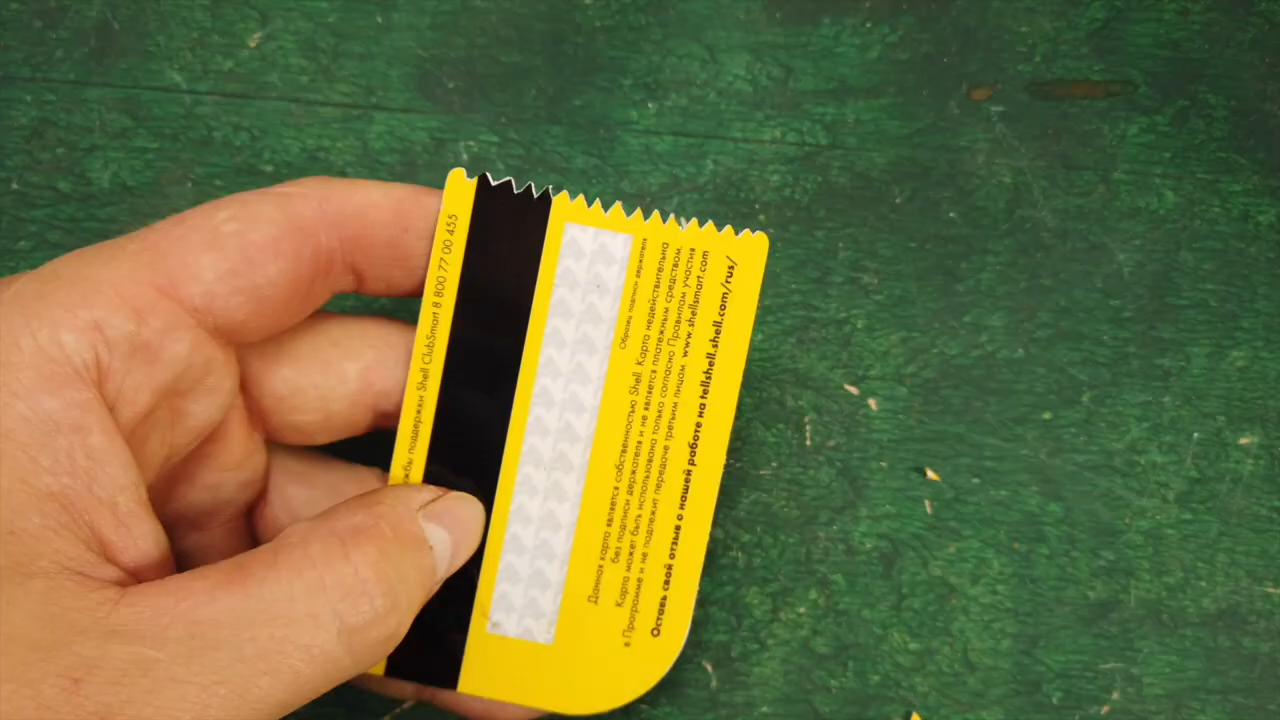 жбы поддержки Shell ClubSmart 8 800 77 00 455
Образец подписи держателя
Данная карта является собственностью Shell. Карта недействительна
без подписи держателя и не является платежным средством.
Карта может быть использована только согласно Правилам участия
в Программе и не подлежит передаче третьим лицам. www.shellsmart.com
Оставь свой отзыв о нашей работе на tellshell.shell.com/rus/